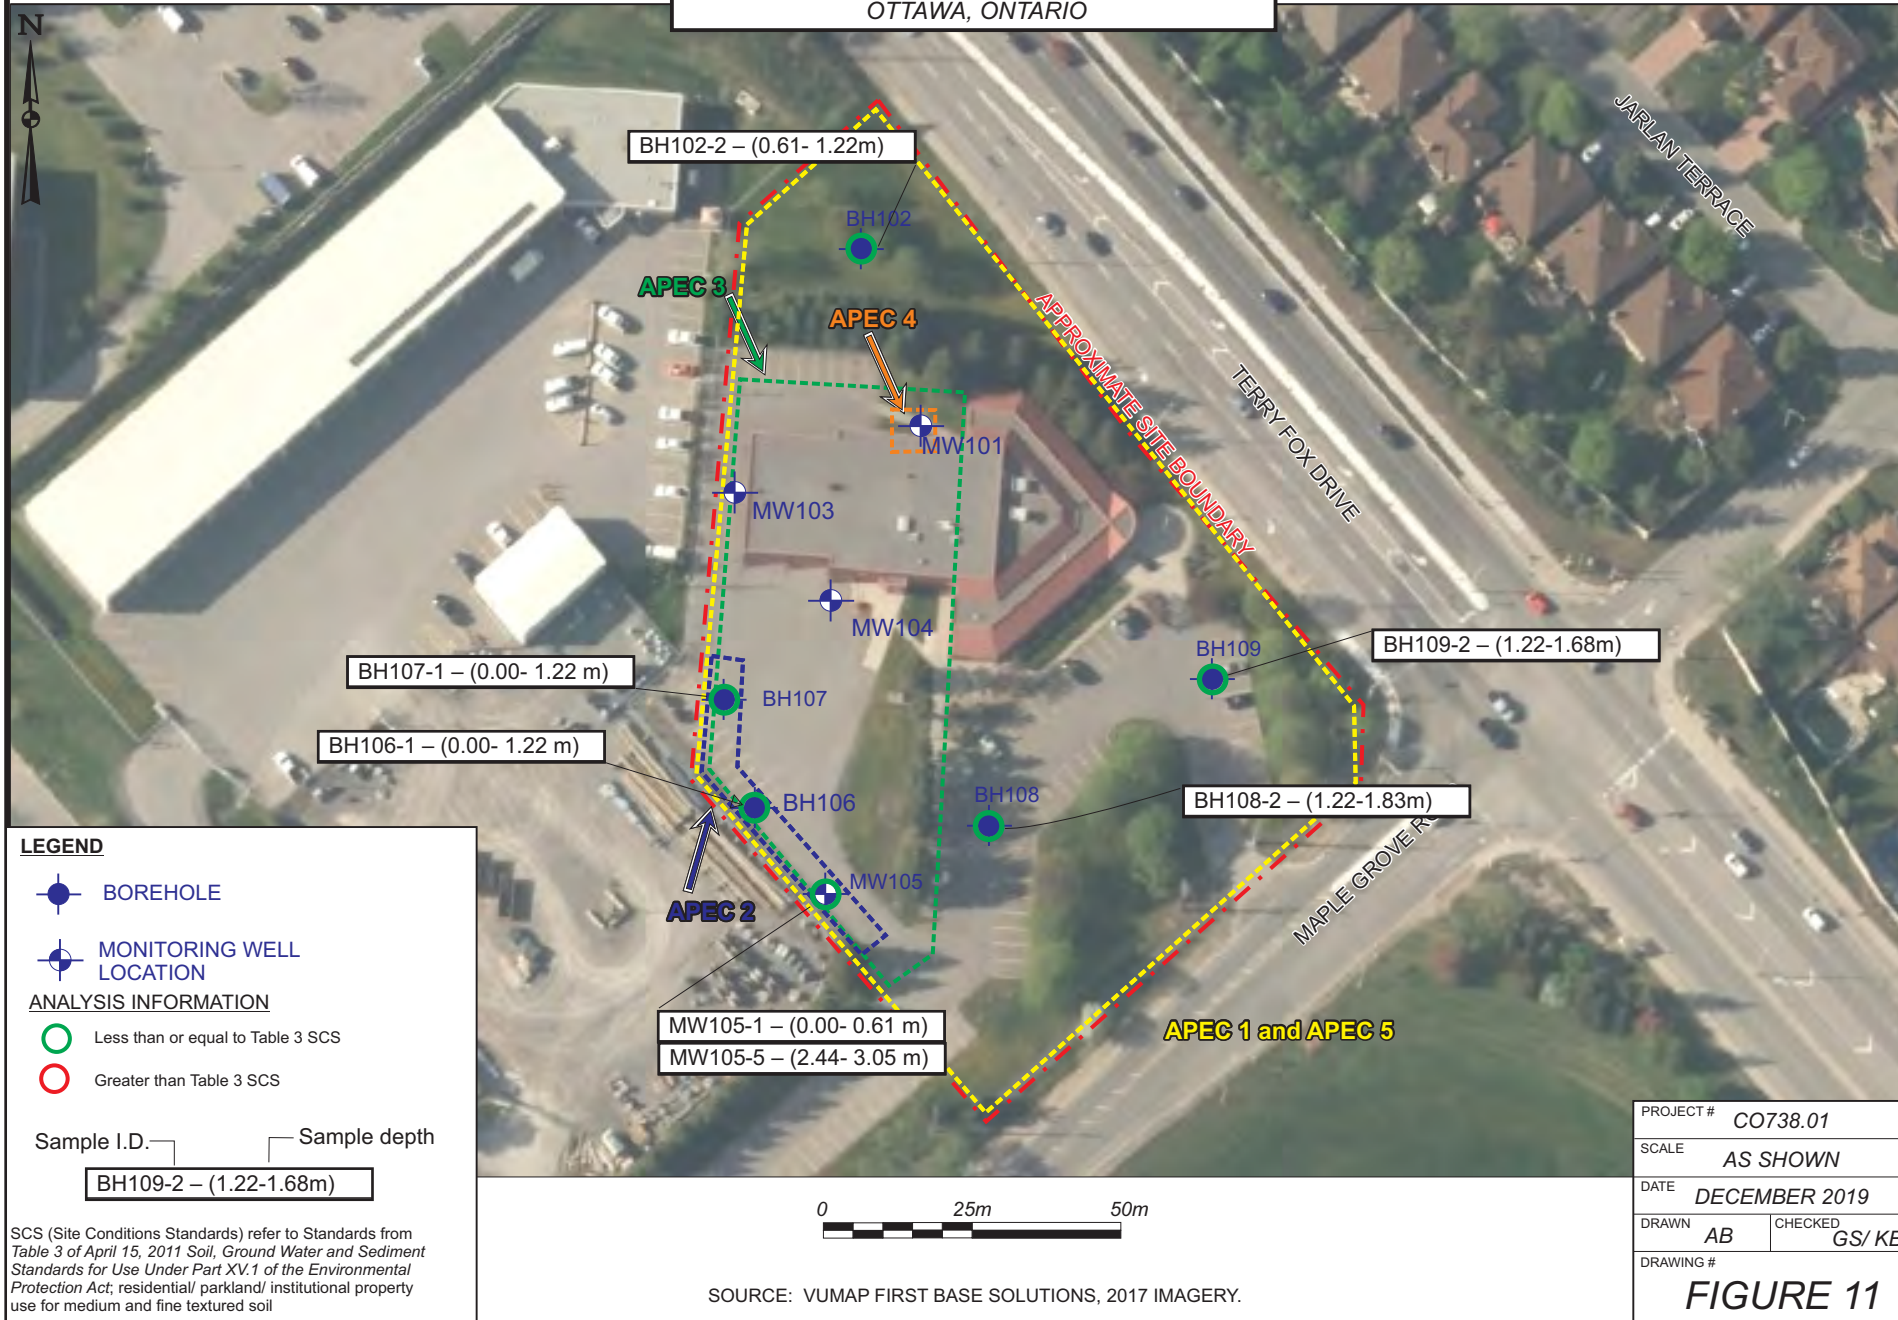 OTTAWA, ONTARIO
N
BH102-2 – (0.61- 1.22m)
JARLAN TERRACE
BH102
APEC 3
APEC 4
APPROXIMATE SITE BOUNDARY
TERRY FOX DRIVE
MW101
MW103
MW104
BH109
BH109-2 – (1.22-1.68m)
BH107-1 – (0.00- 1.22 m)
BH107
BH106-1 – (0.00- 1.22 m)
BH106
BH108
BH108-2 – (1.22-1.83m)
MAPLE GROVE
MW105
APEC 2
MW105-1 – (0.00- 0.61 m)
MW105-5 – (2.44- 3.05 m)
APEC 1 and APEC 5
LEGEND
BOREHOLE
MONITORING WELL
LOCATION
ANALYSIS INFORMATION
Less than or equal to Table 3 SCS
Greater than Table 3 SCS
Sample I.D.
Sample depth
BH109-2 – (1.22-1.68m)
SCS (Site Conditions Standards) refer to Standards from
Table 3 of April 15, 2011 Soil, Ground Water and Sediment
Standards for Use Under Part XV.1 of the Environmental
Protection Act; residential/ parkland/ institutional property
use for medium and fine textured soil
0 25m 50m
SOURCE: VUMAP FIRST BASE SOLUTIONS, 2017 IMAGERY.
PROJECT # CO738.01
SCALE AS SHOWN
DATE DECEMBER 2019
DRAWN AB CHECKED GS/ KE
DRAWING #
FIGURE 11